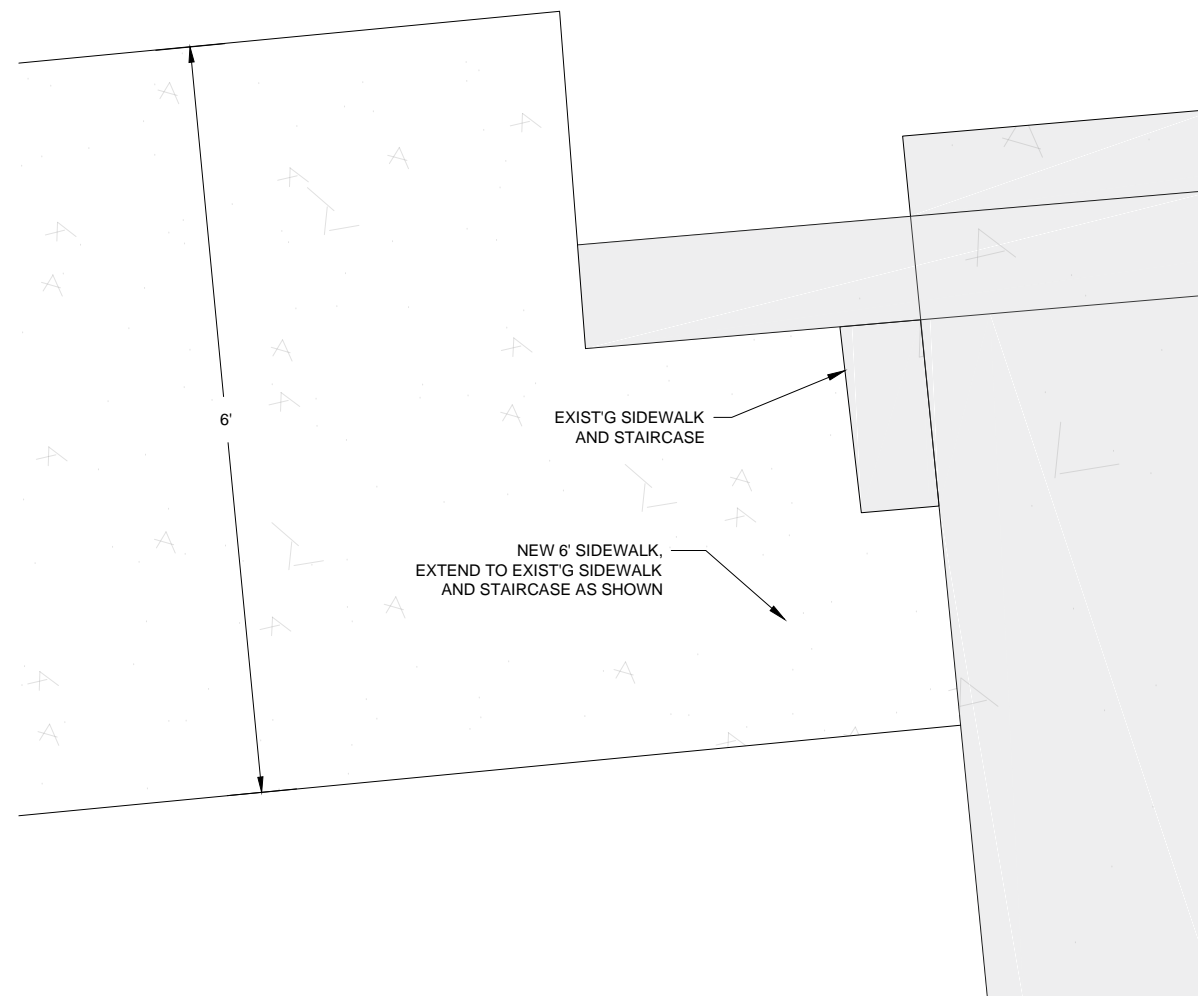 6'
EXIST'G SIDEWALK
AND STAIRCASE
NEW 6' SIDEWALK,
EXTEND TO EXIST'G SIDEWALK
AND STAIRCASE AS SHOWN